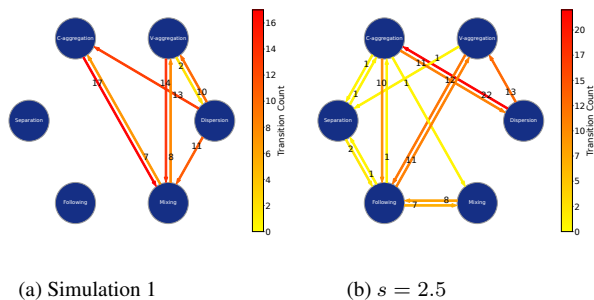 C-aggregation
V-aggregation
2
17
14
10
13
Separation
Dispersion
11
7
8
Following
Mixing
16
14
12
10
8
6
4
2
0
Transition Count
C-aggregation
V-aggregation
1
11
1
12
10
1
13
1
22
Separation
Dispersion
2
1
11
1
8
7
Following
Mixing
20
18
15
12
10
8
5
2
0
Transition Count
(a) Simulation 1
(b) s = 2.5